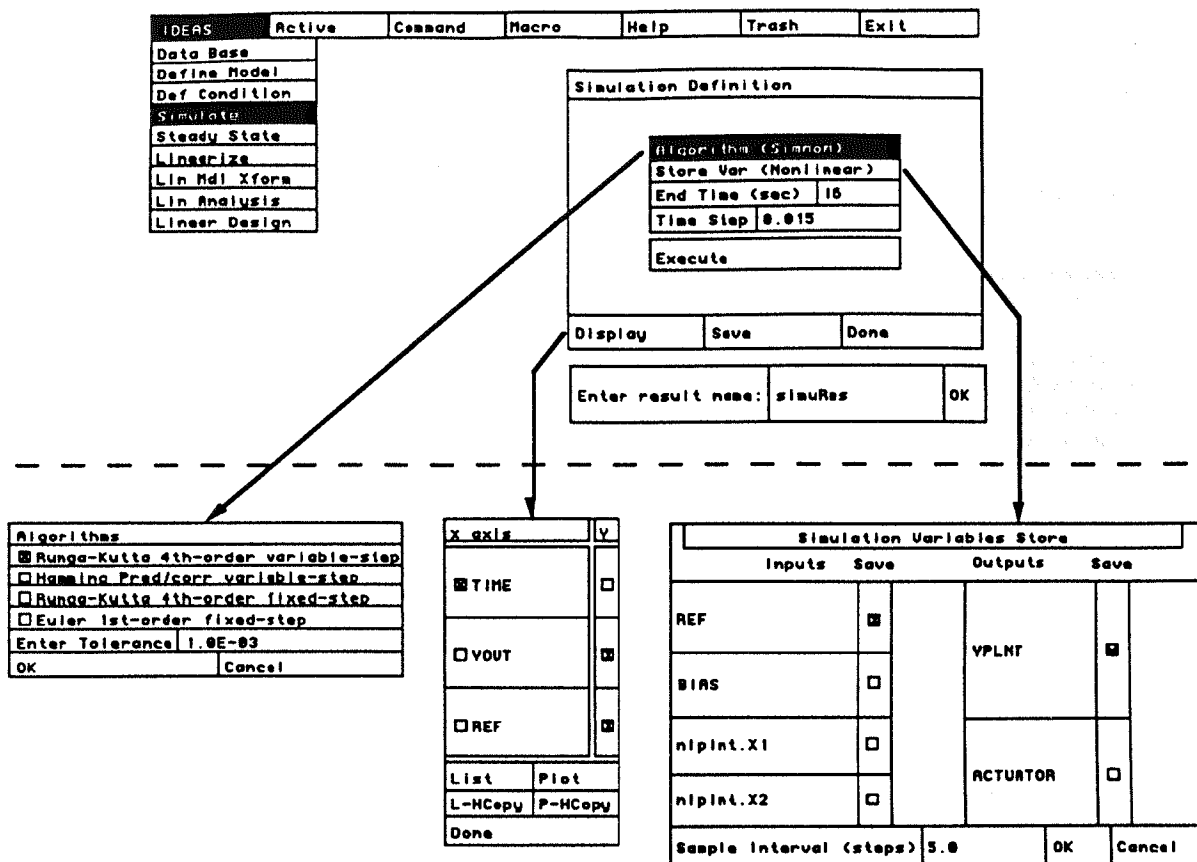 IDEAS Active Command Macro Help Trash Exit
Data Base
Define Model
Def Condition
Simulate
Steady State
Linearize
Lin Mdl Xform
Lin Analysis
Linear Design
Simulation Definition
Algorithm (Simnon)
Store Var (Nonlinear)
End Time (sec) 16
Time Step 0.015
Execute
Display Save Done
Enter result name: simuRes OK
Algorithms
Runga-Kutta 4th-order variable-step
Hamming Pred/corr variable-step
Runga-Kutta 4th-order fixed-step
Euler 1st-order fixed-step
Enter Tolerance 1.0E-03
OK Cancel
X axis Y
TIME
YOUT
REF
List Plot
L-HCopy P-HCopy
Done
Simulation Variables Store
Inputs Save Outputs Save
REF
YPLNT
BIAS
nlplnt.X1
ACTUATOR
nlplnt.X2
Sample Interval (steps) 5.0 OK Cancel